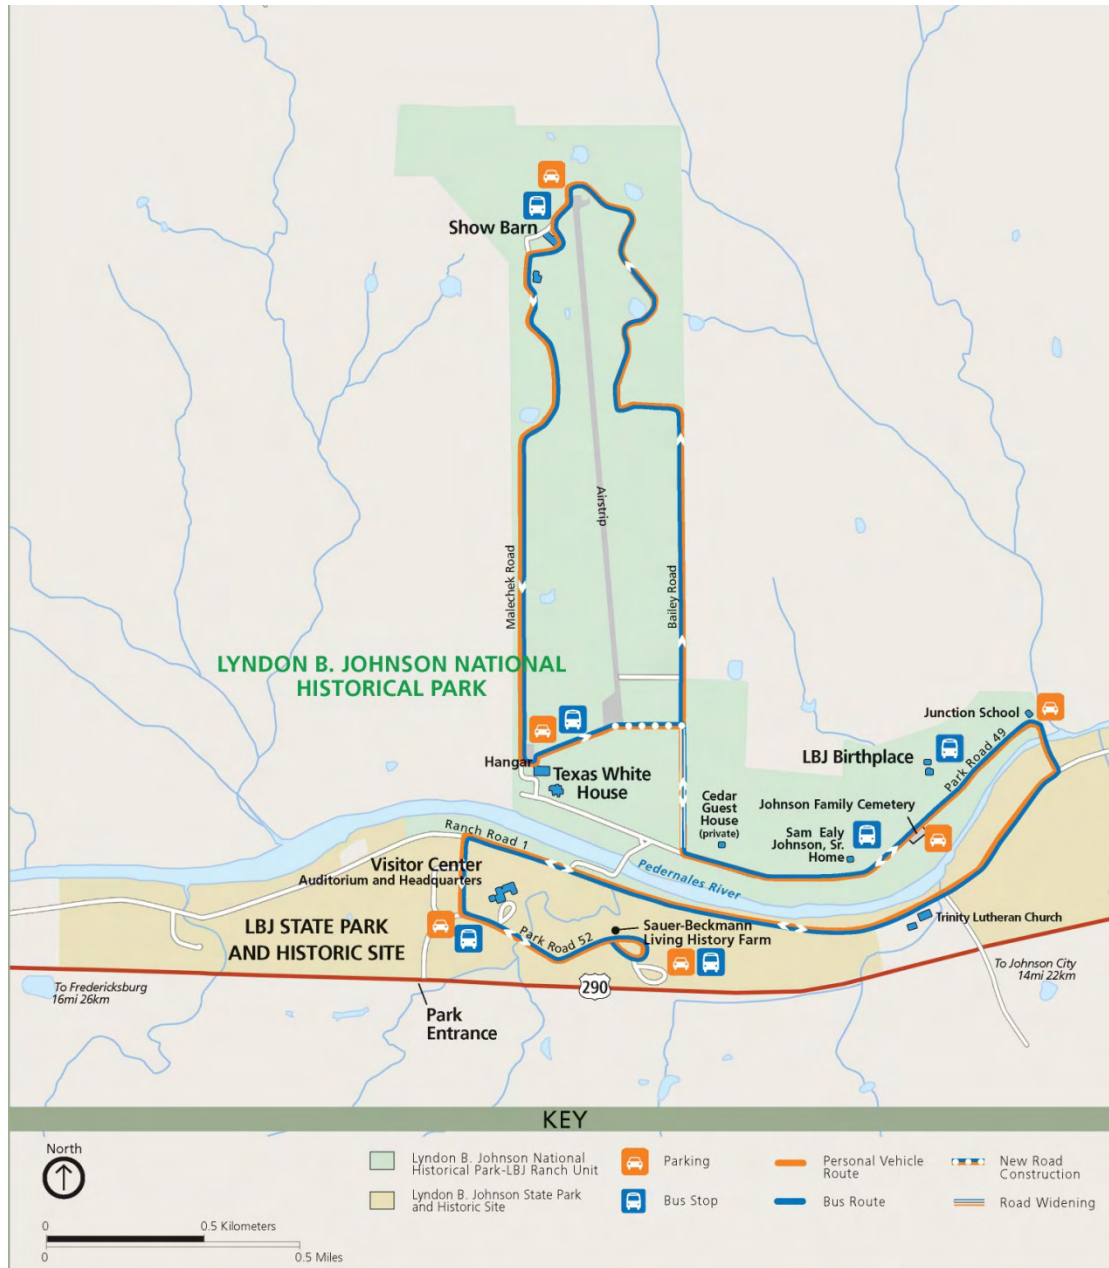 Show Barn
Airstrip
Malechek Road
Bailey Road
LYNDON B. JOHNSON NATIONAL
HISTORICAL PARK
Junction School
Park Road 49
LBJ Birthplace
Hangar
Texas White
House
Cedar
Guest
House
(private)
Johnson Family Cemetery
Sam Ealy
Johnson, Sr.
Home
Ranch Road 1
Pedernales River
Visitor Center
Auditorium and Headquarters
Trinity Lutheran Church
LBJ STATE PARK
AND HISTORIC SITE
Park Road 52
Sauer-Beckmann
Living History Farm
To Johnson City
14mi 22km
To Fredericksburg
16mi 26km
290
Park
Entrance
KEY
North
Lyndon B. Johnson National
Historical Park-LBJ Ranch Unit
Parking
Personal Vehicle
Route
New Road
Construction
Lyndon B. Johnson State Park
and Historic Site
Bus Stop
Bus Route
Road Widening
0 0.5 Kilometers
0 0.5 Miles